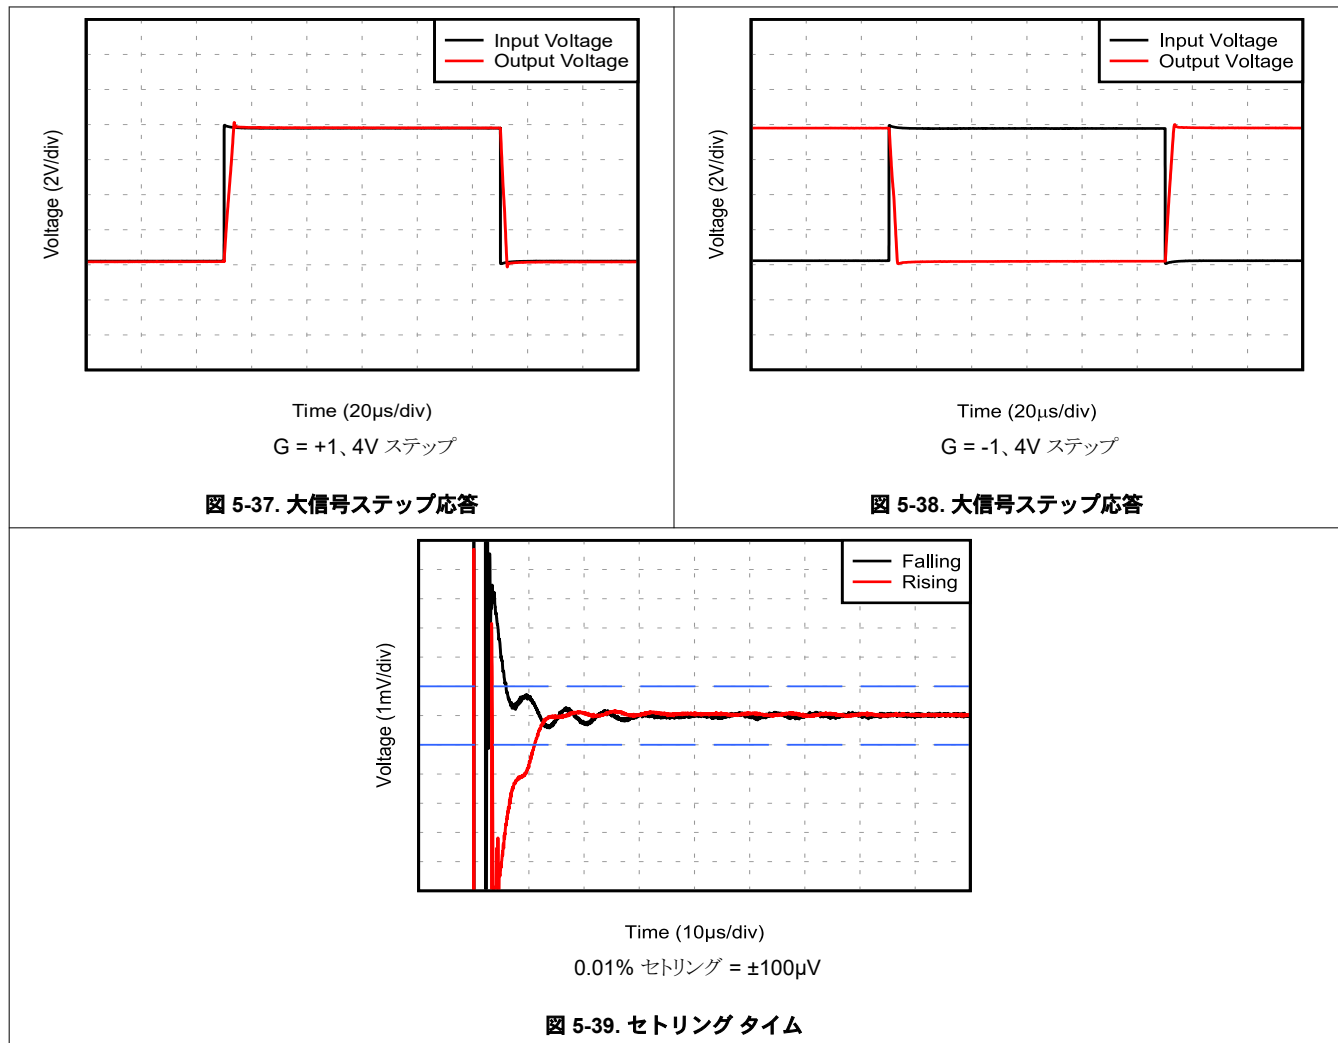 Input Voltage
Output Voltage
Voltage (2V/div)
Time (20µs/div)
G = +1、4V ステップ
図 5-37. 大信号ステップ応答
Input Voltage
Output Voltage
Voltage (2V/div)
Time (20µs/div)
G = -1、4V ステップ
図 5-38. 大信号ステップ応答
Falling
Rising
Voltage (1mV/div)
Time (10µs/div)
0.01% セトリング = ±100µV
図 5-39. セトリング タイム